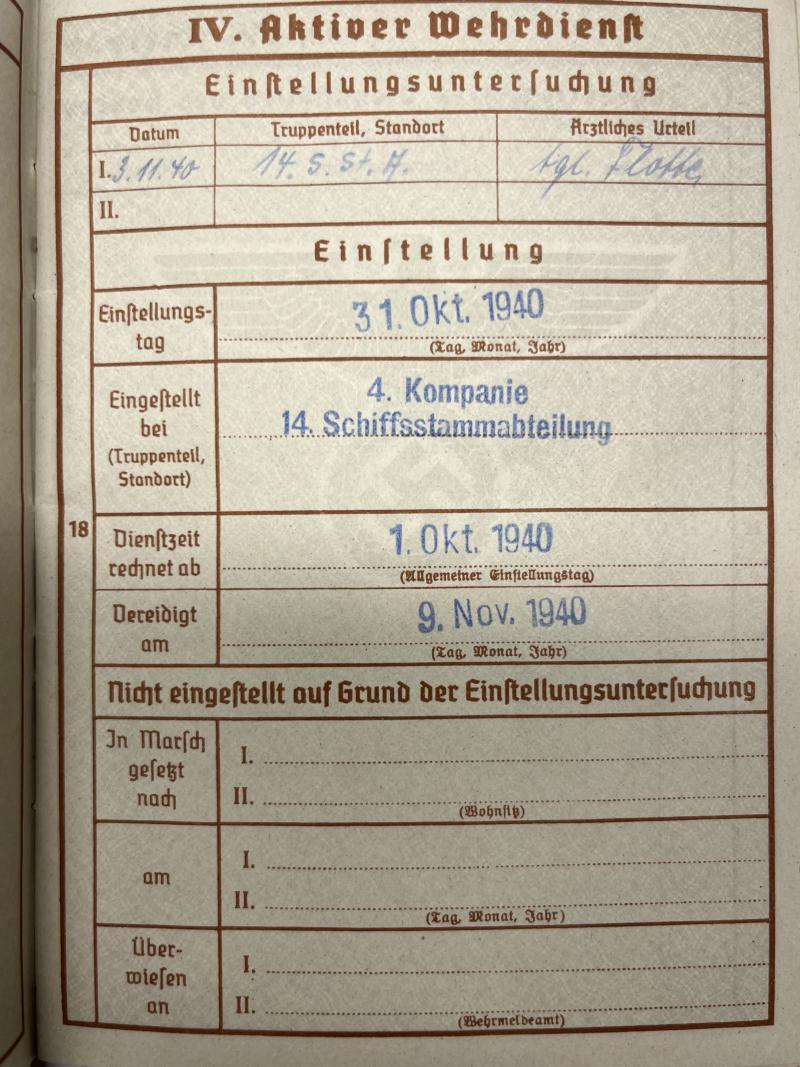 IV. Aktiver Wehrdienst
Einstellungsuntersuchung
Datum Truppenteil, Standort Ärztliches Urteil
I. 3.11.40 14. S. St. A. tgl. Flotte
II.
Einstellung
Einstellungs-
tag
31. Okt. 1940
(Tag, Monat, Jahr)
Eingestellt
bei
(Truppenteil,
Standort)
4. Kompanie
14. Schiffsstammabteilung
18
Dienstzeit
rechnet ab
1. Okt. 1940
(Allgemeiner Einstellungstag)
Vereidigt
am
9. Nov. 1940
(Tag, Monat, Jahr)
Nicht eingestellt auf Grund der Einstellungsuntersuchung
In Marsch
gesetzt
nach
I.
II.
(Wohnsitz)
am
I.
II.
(Tag, Monat, Jahr)
Über-
wiesen
an
I.
II.
(Wehrmeldeamt)